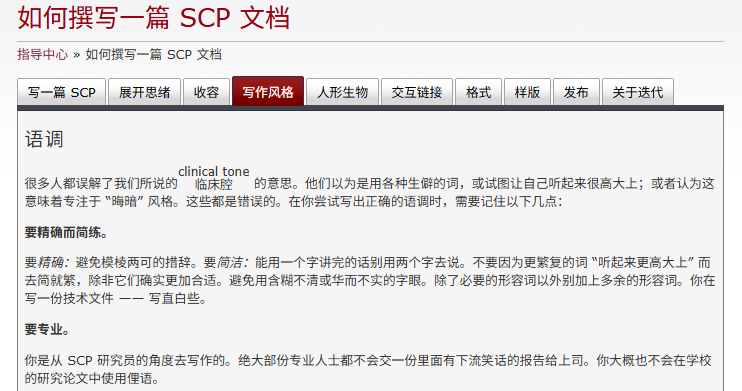 如何撰写一篇 SCP 文档
指导中心 » 如何撰写一篇 SCP 文档
写一篇 SCP 展开思绪 收容 写作风格 人形生物 交互链接 格式 样版 发布 关于迭代
语调
clinical tone
很多人都误解了我们所说的 临床腔 的意思。他们以为是用各种生僻的词，或试图让自己听起来很高大上；或者认为这
意味着专注于 “晦暗” 风格。这些都是错误的。在你尝试写出正确的语调时，需要记住以下几点：
要精确而简练。
要精确：避免模棱两可的措辞。要简洁：能用一个字讲完的话别用两个字去说。不要因为更繁复的词 “听起来更高大上” 而
去简就繁，除非它们确实更加合适。避免用含糊不清或华而不实的字眼。除了必要的形容词以外别加上多余的形容词。你在
写一份技术文件 —— 写直白些。
要专业。
你是从 SCP 研究员的角度去写作的。绝大部份专业人士都不会交一份里面有下流笑话的报告给上司。你大概也不会在学校
的研究论文中使用俚语。